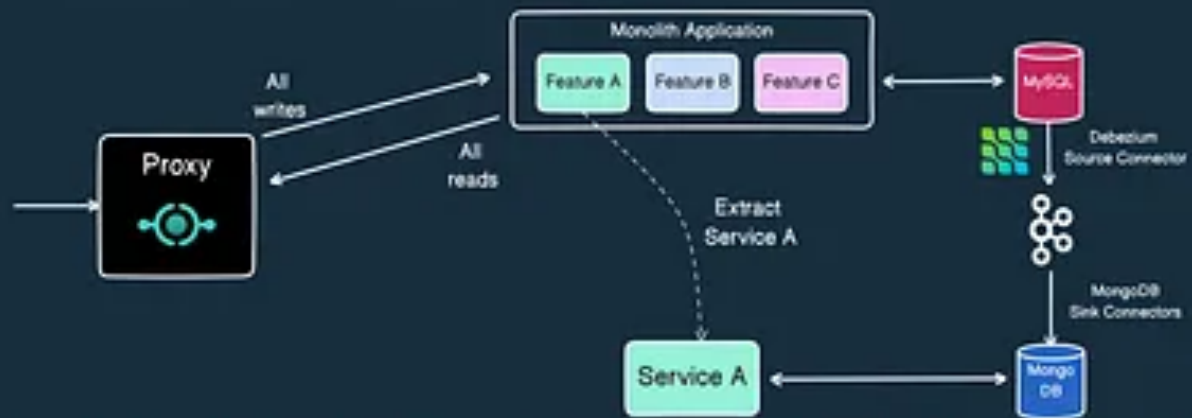 Monolith Application
Feature A
Feature B
Feature C
All
writes
All
reads
Proxy
MySQL
Debezium
Source Connector
Extract
Service A
MongoDB
Sink Connectors
Service A
Mongo
DB